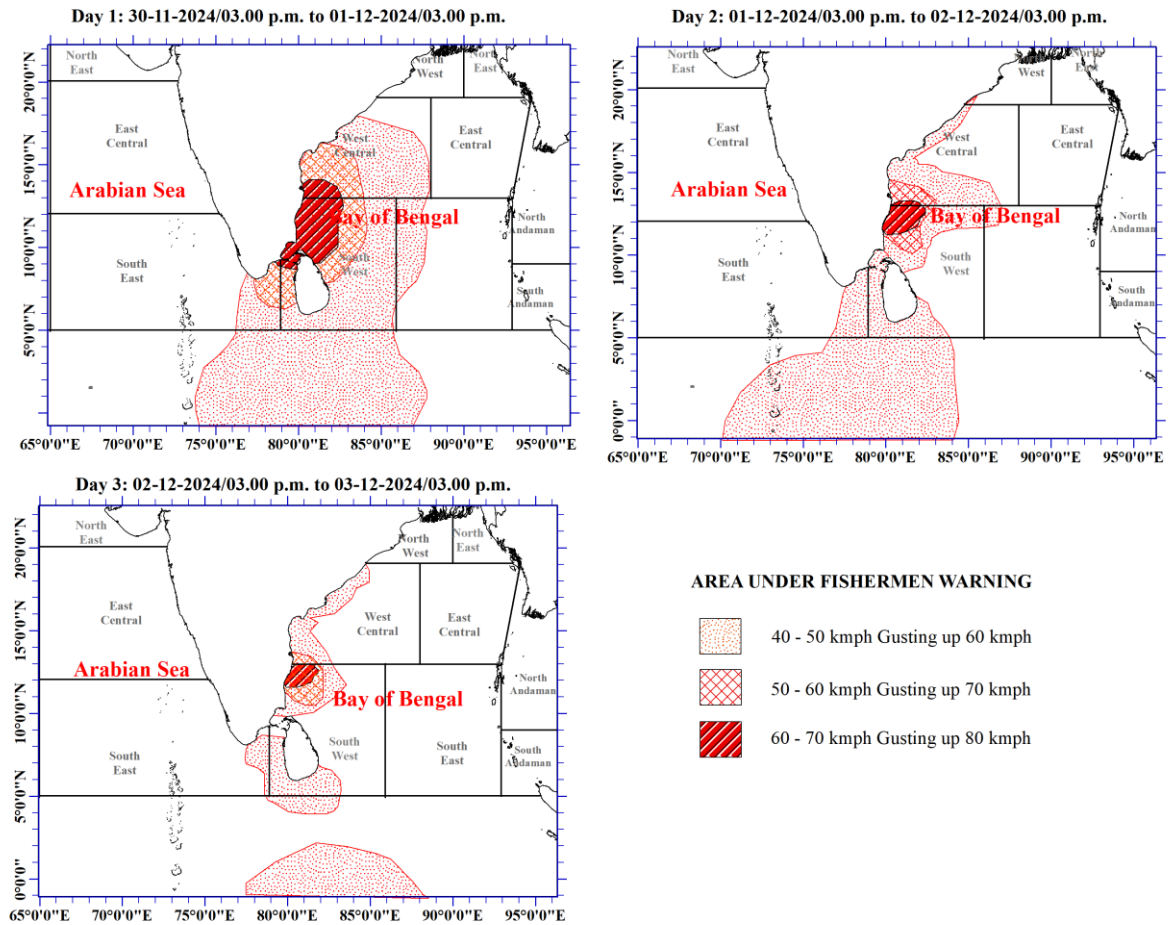 Day 1: 30-11-2024/03.00 p.m. to 01-12-2024/03.00 p.m.
North
East
North
West
North
East
East
Central
West
Central
East
Central
Arabian Sea
Bay of Bengal
North
Andaman
South
East
South
West
South
Andaman
20°0'0"N
15°0'0"N
10°0'0"N
5°0'0"N
65°0'0"E 70°0'0"E 75°0'0"E 80°0'0"E 85°0'0"E 90°0'0"E 95°0'0"E
Day 2: 01-12-2024/03.00 p.m. to 02-12-2024/03.00 p.m.
North
East
West
North
East
East
Central
West
Central
East
Central
Arabian Sea
Bay of Bengal
North
Andaman
South
East
South
West
South
Andaman
20°0'0"N
15°0'0"N
10°0'0"N
5°0'0"N
0°0'0"
65°0'0"E 70°0'0"E 75°0'0"E 80°0'0"E 85°0'0"E 90°0'0"E 95°0'0"E
Day 3: 02-12-2024/03.00 p.m. to 03-12-2024/03.00 p.m.
North
East
North
West
North
East
East
Central
West
Central
East
Central
Arabian Sea
Bay of Bengal
North
Andaman
South
East
South
West
South
East
South
Andaman
20°0'0"N
15°0'0"N
10°0'0"N
5°0'0"N
0°0'0"
65°0'0"E 70°0'0"E 75°0'0"E 80°0'0"E 85°0'0"E 90°0'0"E 95°0'0"E
AREA UNDER FISHERMEN WARNING
40 - 50 kmph Gusting up 60 kmph
50 - 60 kmph Gusting up 70 kmph
60 - 70 kmph Gusting up 80 kmph